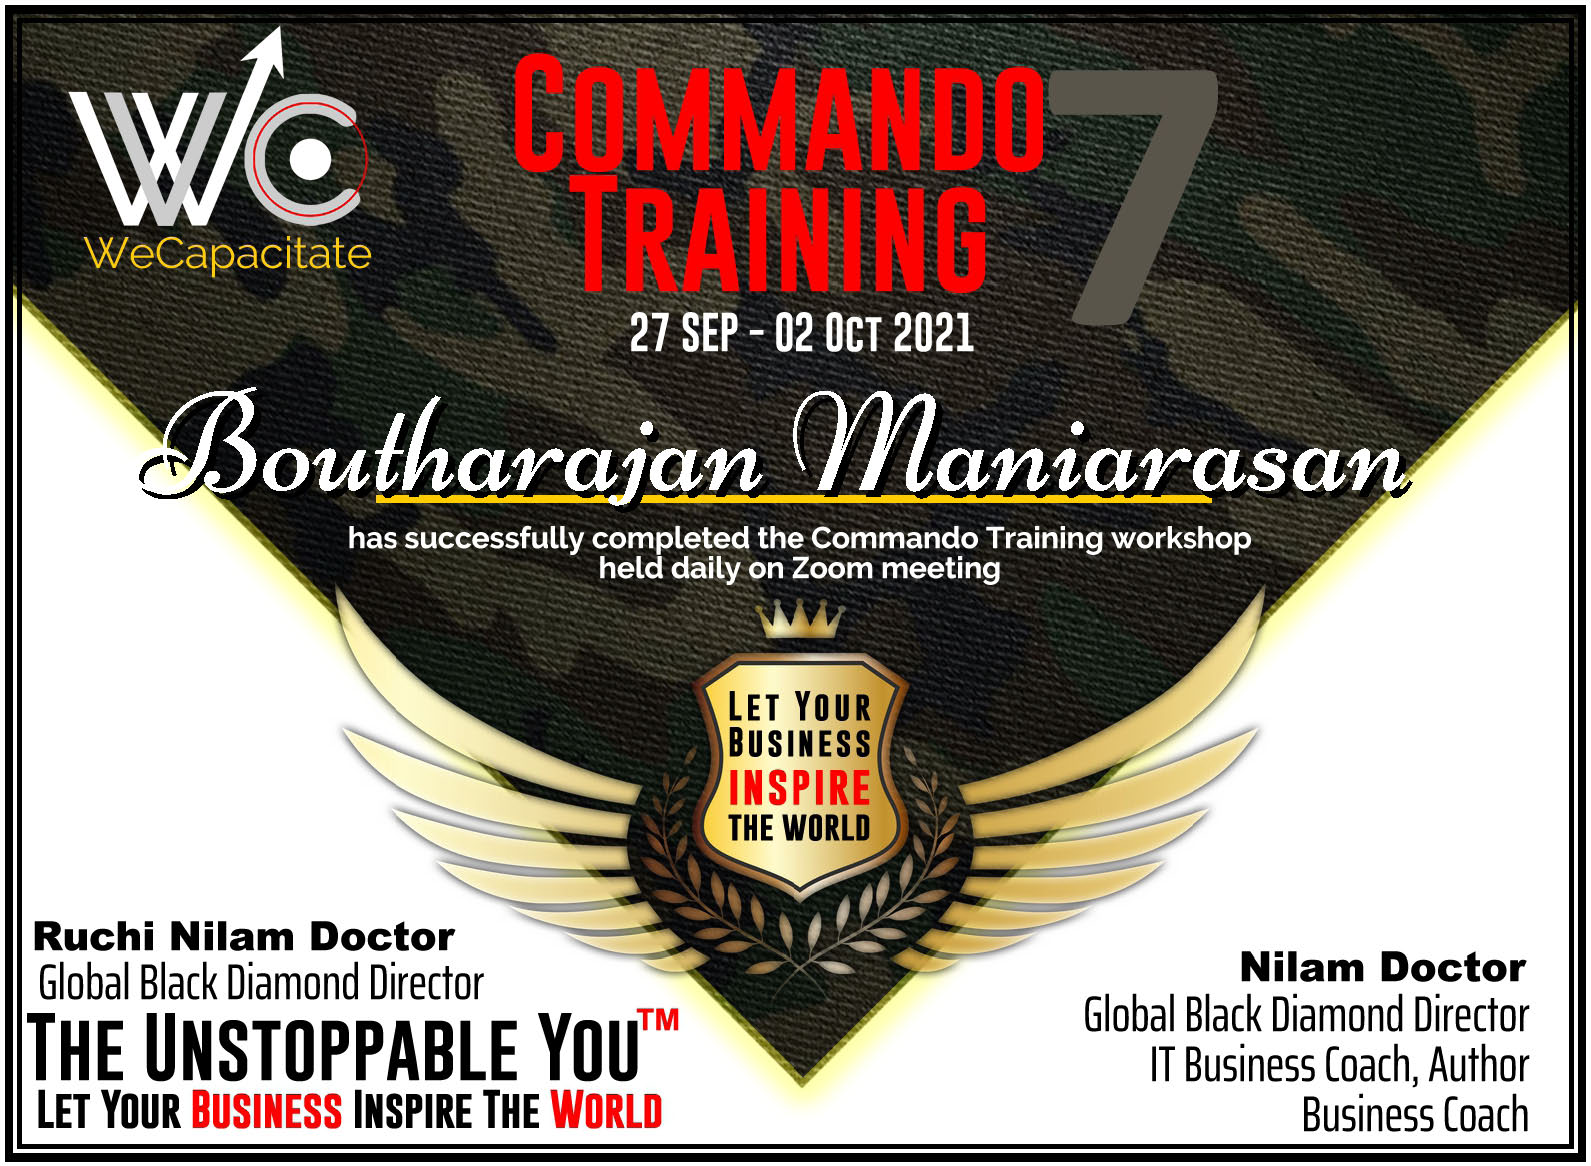 WC
WeCapacitate
COMMANDO
TRAINING
7
27 SEP - 02 OCT 2021
Boutharajan Maniarasan
has successfully completed the Commando Training workshop
held daily on Zoom meeting
LET YOUR
BUSINESS
INSPIRE
THE WORLD
Ruchi Nilam Doctor
Global Black Diamond Director
THE UNSTOPPABLE YOU™
LET YOUR BUSINESS INSPIRE THE WORLD
Nilam Doctor
Global Black Diamond Director
IT Business Coach, Author
Business Coach